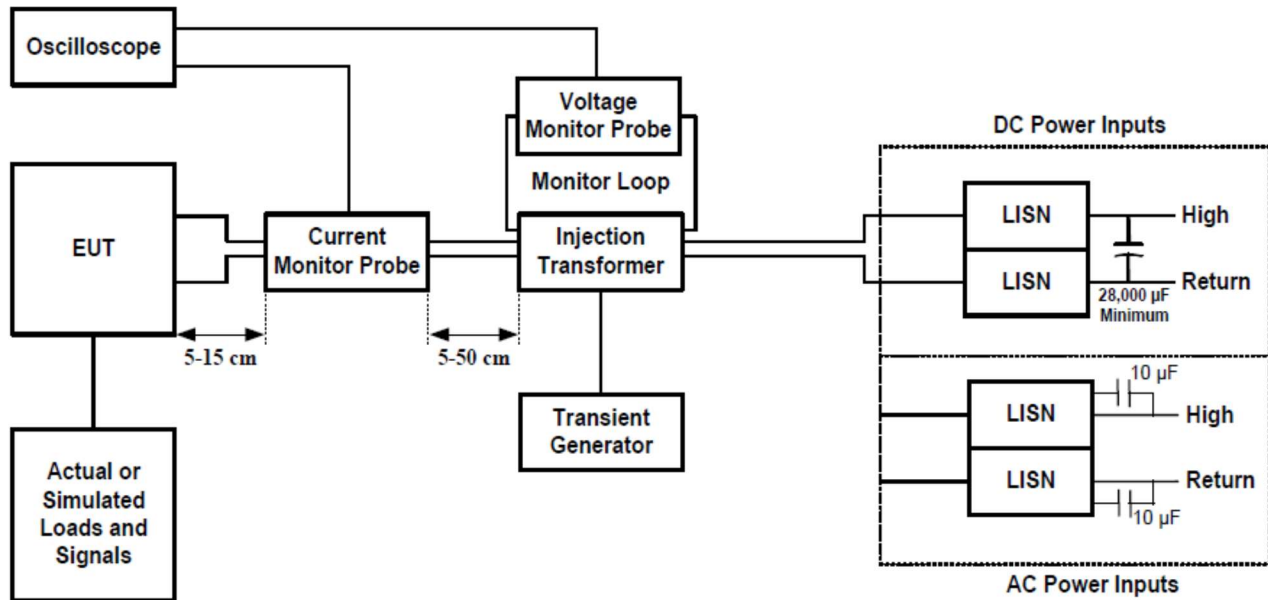 Oscilloscope
Voltage
Monitor Probe
Monitor Loop
EUT
Current
Monitor Probe
Injection
Transformer
5-15 cm
5-50 cm
Transient
Generator
Actual or
Simulated
Loads and
Signals
DC Power Inputs
LISN
High
LISN
Return
28,000 µF
Minimum
10 µF
LISN
High
LISN
Return
10 µF
AC Power Inputs